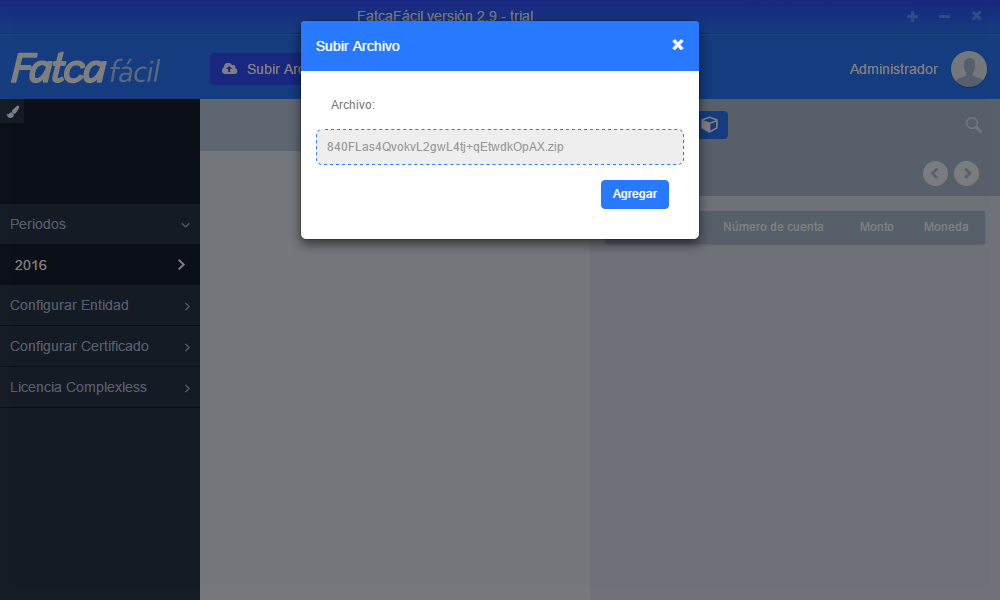 FatcaFácil versión 2.9 - trial
Fatca fácil
Subir Arc
Administrador
Subir Archivo
Archivo:
840FLas4QvokvL2gwL4tj+qEtwdkOpAX.zip
Agregar
Número de cuenta
Monto
Moneda
Periodos
2016
Configurar Entidad
Configurar Certificado
Licencia Complexless